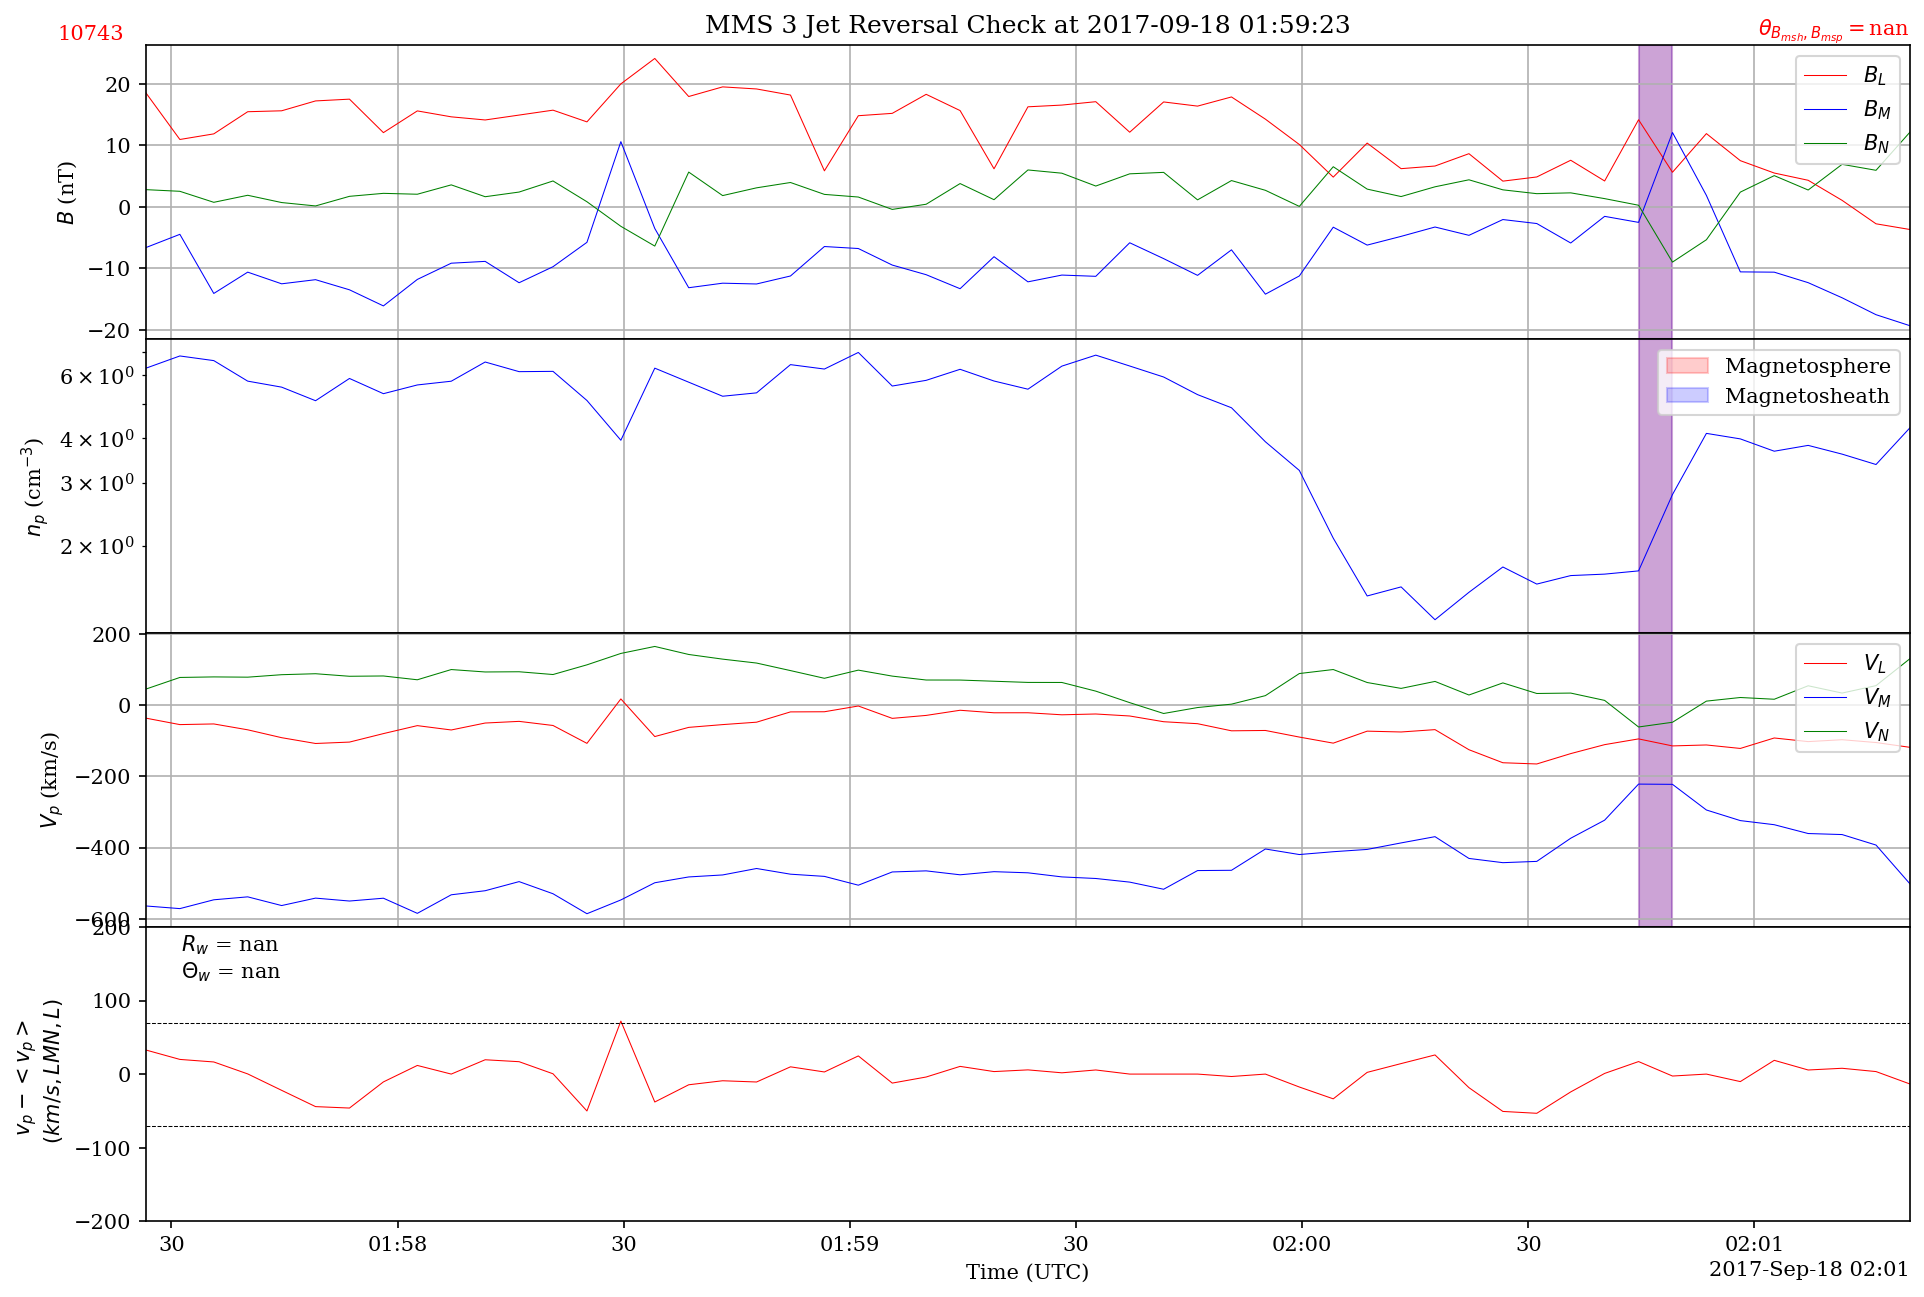 10743
MMS 3 Jet Reversal Check at 2017-09-18 01:59:23
θ_{B_{msh}, B_{msp}} = nan
B (nT)
20
10
0
−10
−20
B_L
B_M
B_N
n_p (cm^{−3})
6 × 10^0
4 × 10^0
3 × 10^0
2 × 10^0
Magnetosphere
Magnetosheath
V_p (km/s)
200
0
−200
−400
−600
V_L
V_M
V_N
v_p − < v_p >
(km/s, LMN, L)
200
100
0
−100
−200
R_w = nan
Θ_w = nan
30
01:58
30
01:59
30
02:00
30
02:01
Time (UTC)
2017-Sep-18 02:01